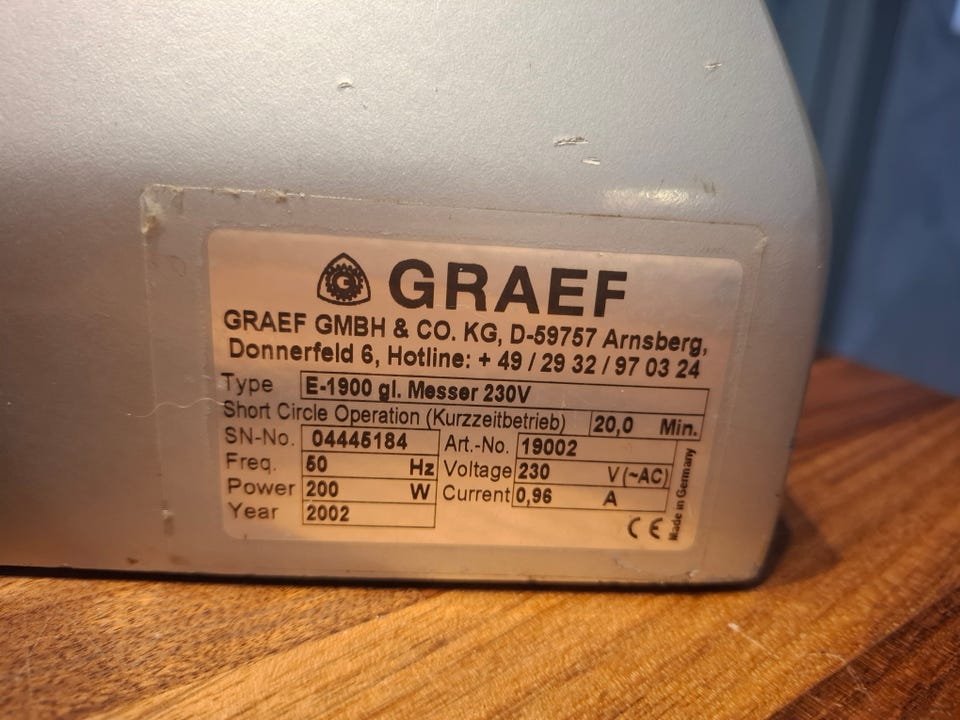 GRAEF
GRAEF GMBH & CO. KG, D-59757 Arnsberg,
Donnerfeld 6, Hotline: + 49 / 29 32 / 97 03 24
Type E-1900 gl. Messer 230V
Short Circle Operation (Kurzzeitbetrieb) 20,0 Min.
SN-No. 04445184 Art.-No. 19002
Freq. 50 Hz Voltage 230 V (~AC)
Power 200 W Current 0,96 A
Year 2002
CE
Made in Germany